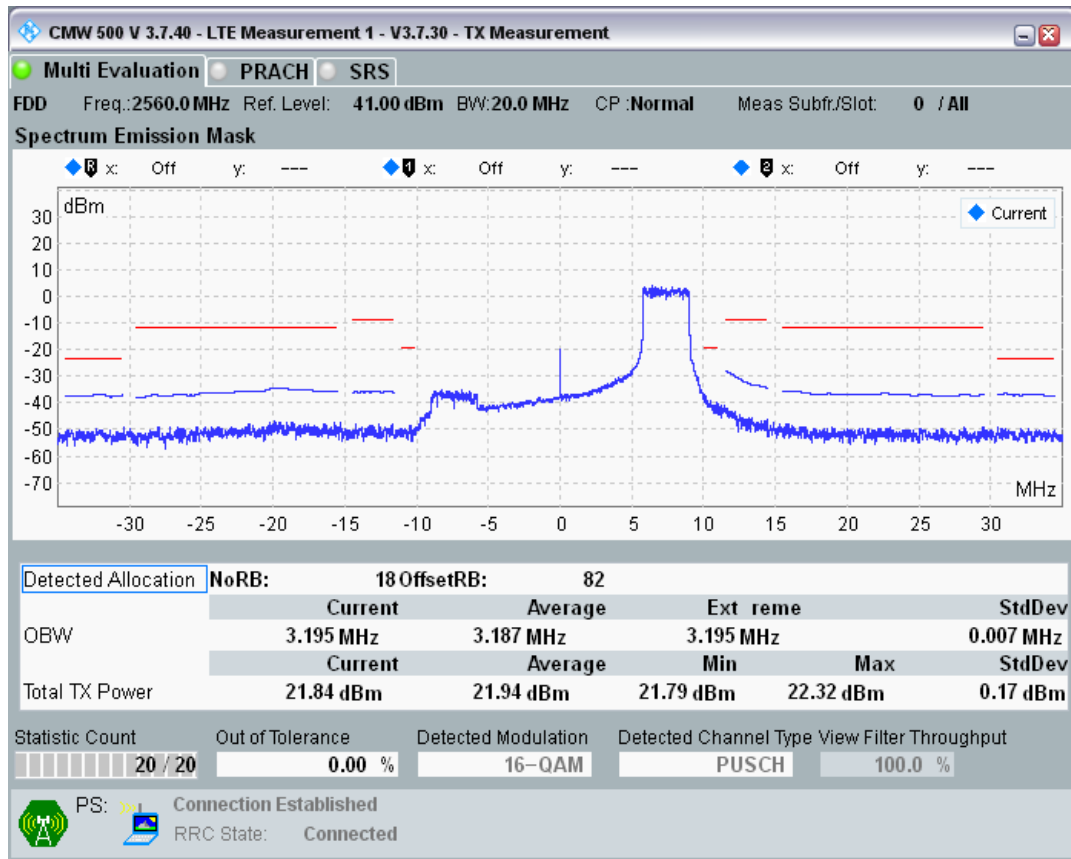 CMW 500 V 3.7.40 - LTE Measurement 1 - V3.7.30 - TX Measurement
Multi Evaluation PRACH SRS
FDD Freq.:2560.0 MHz Ref. Level: 41.00 dBm BW:20.0 MHz CP :Normal Meas Subfr./Slot: 0 / All
Spectrum Emission Mask
R x: Off y: --- 1 x: Off y: --- 2 x: Off y: ---
dBm
Current
30
20
10
0
-10
-20
-30
-40
-50
-60
-70
MHz
-30 -25 -20 -15 -10 -5 0 5 10 15 20 25 30
Detected Allocation NoRB: 18 OffsetRB: 82
Current Average Ext reme StdDev
OBW 3.195 MHz 3.187 MHz 3.195 MHz 0.007 MHz
Current Average Min Max StdDev
Total TX Power 21.84 dBm 21.94 dBm 21.79 dBm 22.32 dBm 0.17 dBm
Statistic Count Out of Tolerance Detected Modulation Detected Channel Type View Filter Throughput
20 / 20 0.00 % 16-QAM PUSCH 100.0 %
PS: Connection Established
RRC State: Connected